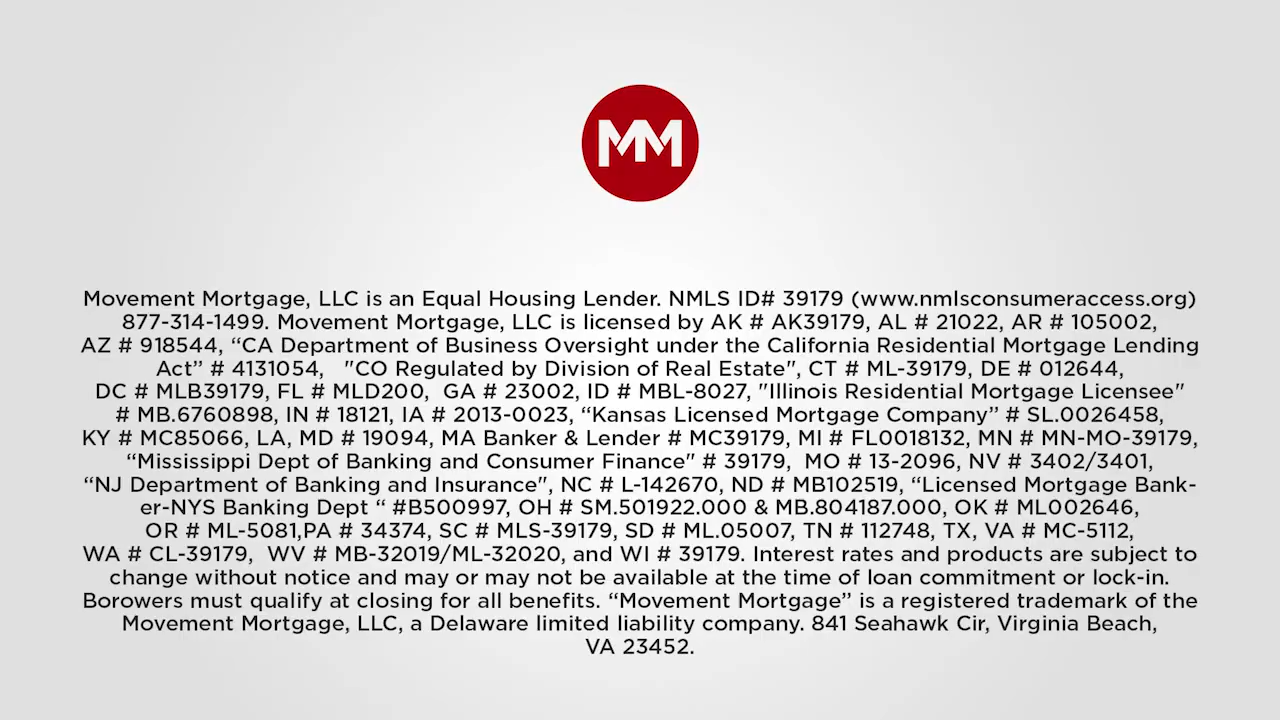 MM
Movement Mortgage, LLC is an Equal Housing Lender. NMLS ID# 39179 (www.nmlsconsumeraccess.org)
877-314-1499. Movement Mortgage, LLC is licensed by AK # AK39179, AL # 21022, AR # 105002,
AZ # 918544, “CA Department of Business Oversight under the California Residential Mortgage Lending
Act” # 4131054,   "CO Regulated by Division of Real Estate", CT # ML-39179, DE # 012644,
DC # MLB39179, FL # MLD200,  GA # 23002, ID # MBL-8027, "Illinois Residential Mortgage Licensee"
# MB.6760898, IN # 18121, IA # 2013-0023, “Kansas Licensed Mortgage Company” # SL.0026458,
KY # MC85066, LA, MD # 19094, MA Banker & Lender # MC39179, MI # FL0018132, MN # MN-MO-39179,
“Mississippi Dept of Banking and Consumer Finance" # 39179,  MO # 13-2096, NV # 3402/3401,
“NJ Department of Banking and Insurance", NC # L-142670, ND # MB102519, “Licensed Mortgage Bank-
er-NYS Banking Dept “ #B500997, OH # SM.501922.000 & MB.804187.000, OK # ML002646,
OR # ML-5081,PA # 34374, SC # MLS-39179, SD # ML.05007, TN # 112748, TX, VA # MC-5112,
WA # CL-39179,  WV # MB-32019/ML-32020, and WI # 39179. Interest rates and products are subject to
change without notice and may or may not be available at the time of loan commitment or lock-in.
Borowers must qualify at closing for all benefits. “Movement Mortgage” is a registered trademark of the
Movement Mortgage, LLC, a Delaware limited liability company. 841 Seahawk Cir, Virginia Beach,
VA 23452.